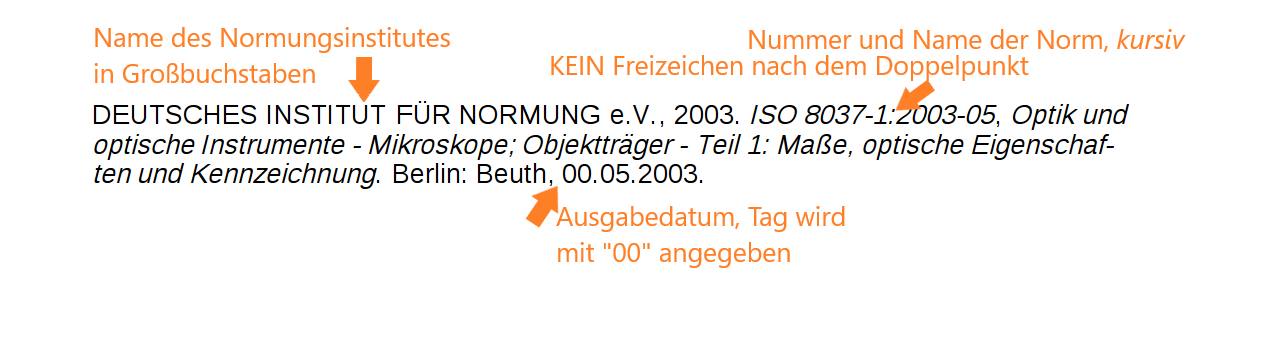 Name des Normungsinstitutes
in Großbuchstaben
Nummer und Name der Norm, kursiv
KEIN Freizeichen nach dem Doppelpunkt
DEUTSCHES INSTITUT FÜR NORMUNG e.V., 2003. ISO 8037-1:2003-05, Optik und
optische Instrumente - Mikroskope; Objektträger - Teil 1: Maße, optische Eigenschaf-
ten und Kennzeichnung. Berlin: Beuth, 00.05.2003.
Ausgabedatum, Tag wird
mit "00" angegeben